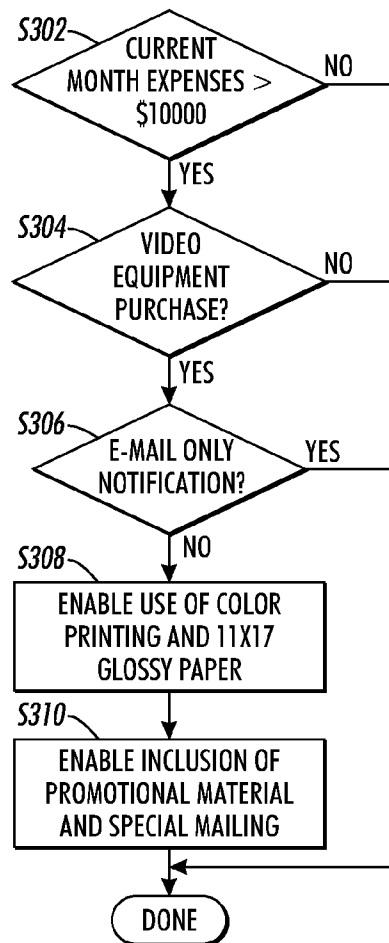 S302
CURRENT
MONTH EXPENSES >
$10000
NO
YES
S304
VIDEO
EQUIPMENT
PURCHASE?
NO
YES
S306
E-MAIL ONLY
NOTIFICATION?
YES
NO
S308
ENABLE USE OF COLOR
PRINTING AND 11X17
GLOSSY PAPER
S310
ENABLE INCLUSION OF
PROMOTIONAL MATERIAL
AND SPECIAL MAILING
DONE